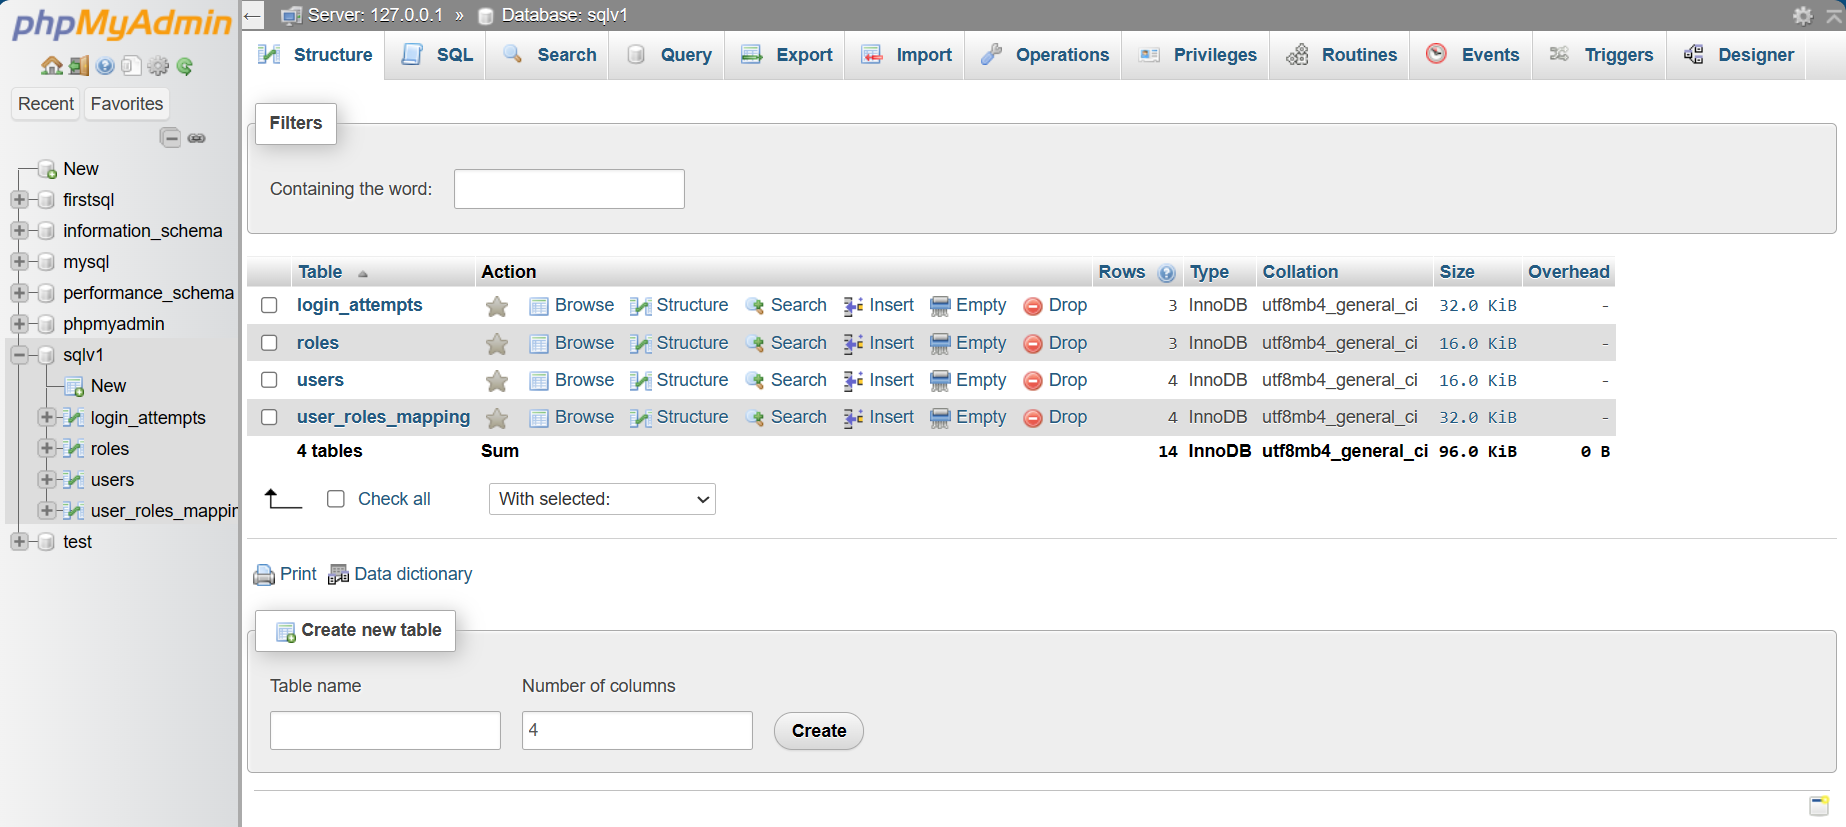 phpMyAdmin
Recent Favorites
New
firstsql
information_schema
mysql
performance_schema
phpmyadmin
sqlv1
New
login_attempts
roles
users
user_roles_mappin
test
← Server: 127.0.0.1 » Database: sqlv1
Structure SQL Search Query Export Import Operations Privileges Routines Events Triggers Designer
Filters
Containing the word:
Table Action Rows Type Collation Size Overhead
login_attempts Browse Structure Search Insert Empty Drop 3 InnoDB utf8mb4_general_ci 32.0 KiB -
roles Browse Structure Search Insert Empty Drop 3 InnoDB utf8mb4_general_ci 16.0 KiB -
users Browse Structure Search Insert Empty Drop 4 InnoDB utf8mb4_general_ci 16.0 KiB -
user_roles_mapping Browse Structure Search Insert Empty Drop 4 InnoDB utf8mb4_general_ci 32.0 KiB -
4 tables Sum 14 InnoDB utf8mb4_general_ci 96.0 KiB 0 B
Check all With selected:
Print Data dictionary
Create new table
Table name Number of columns
4 Create